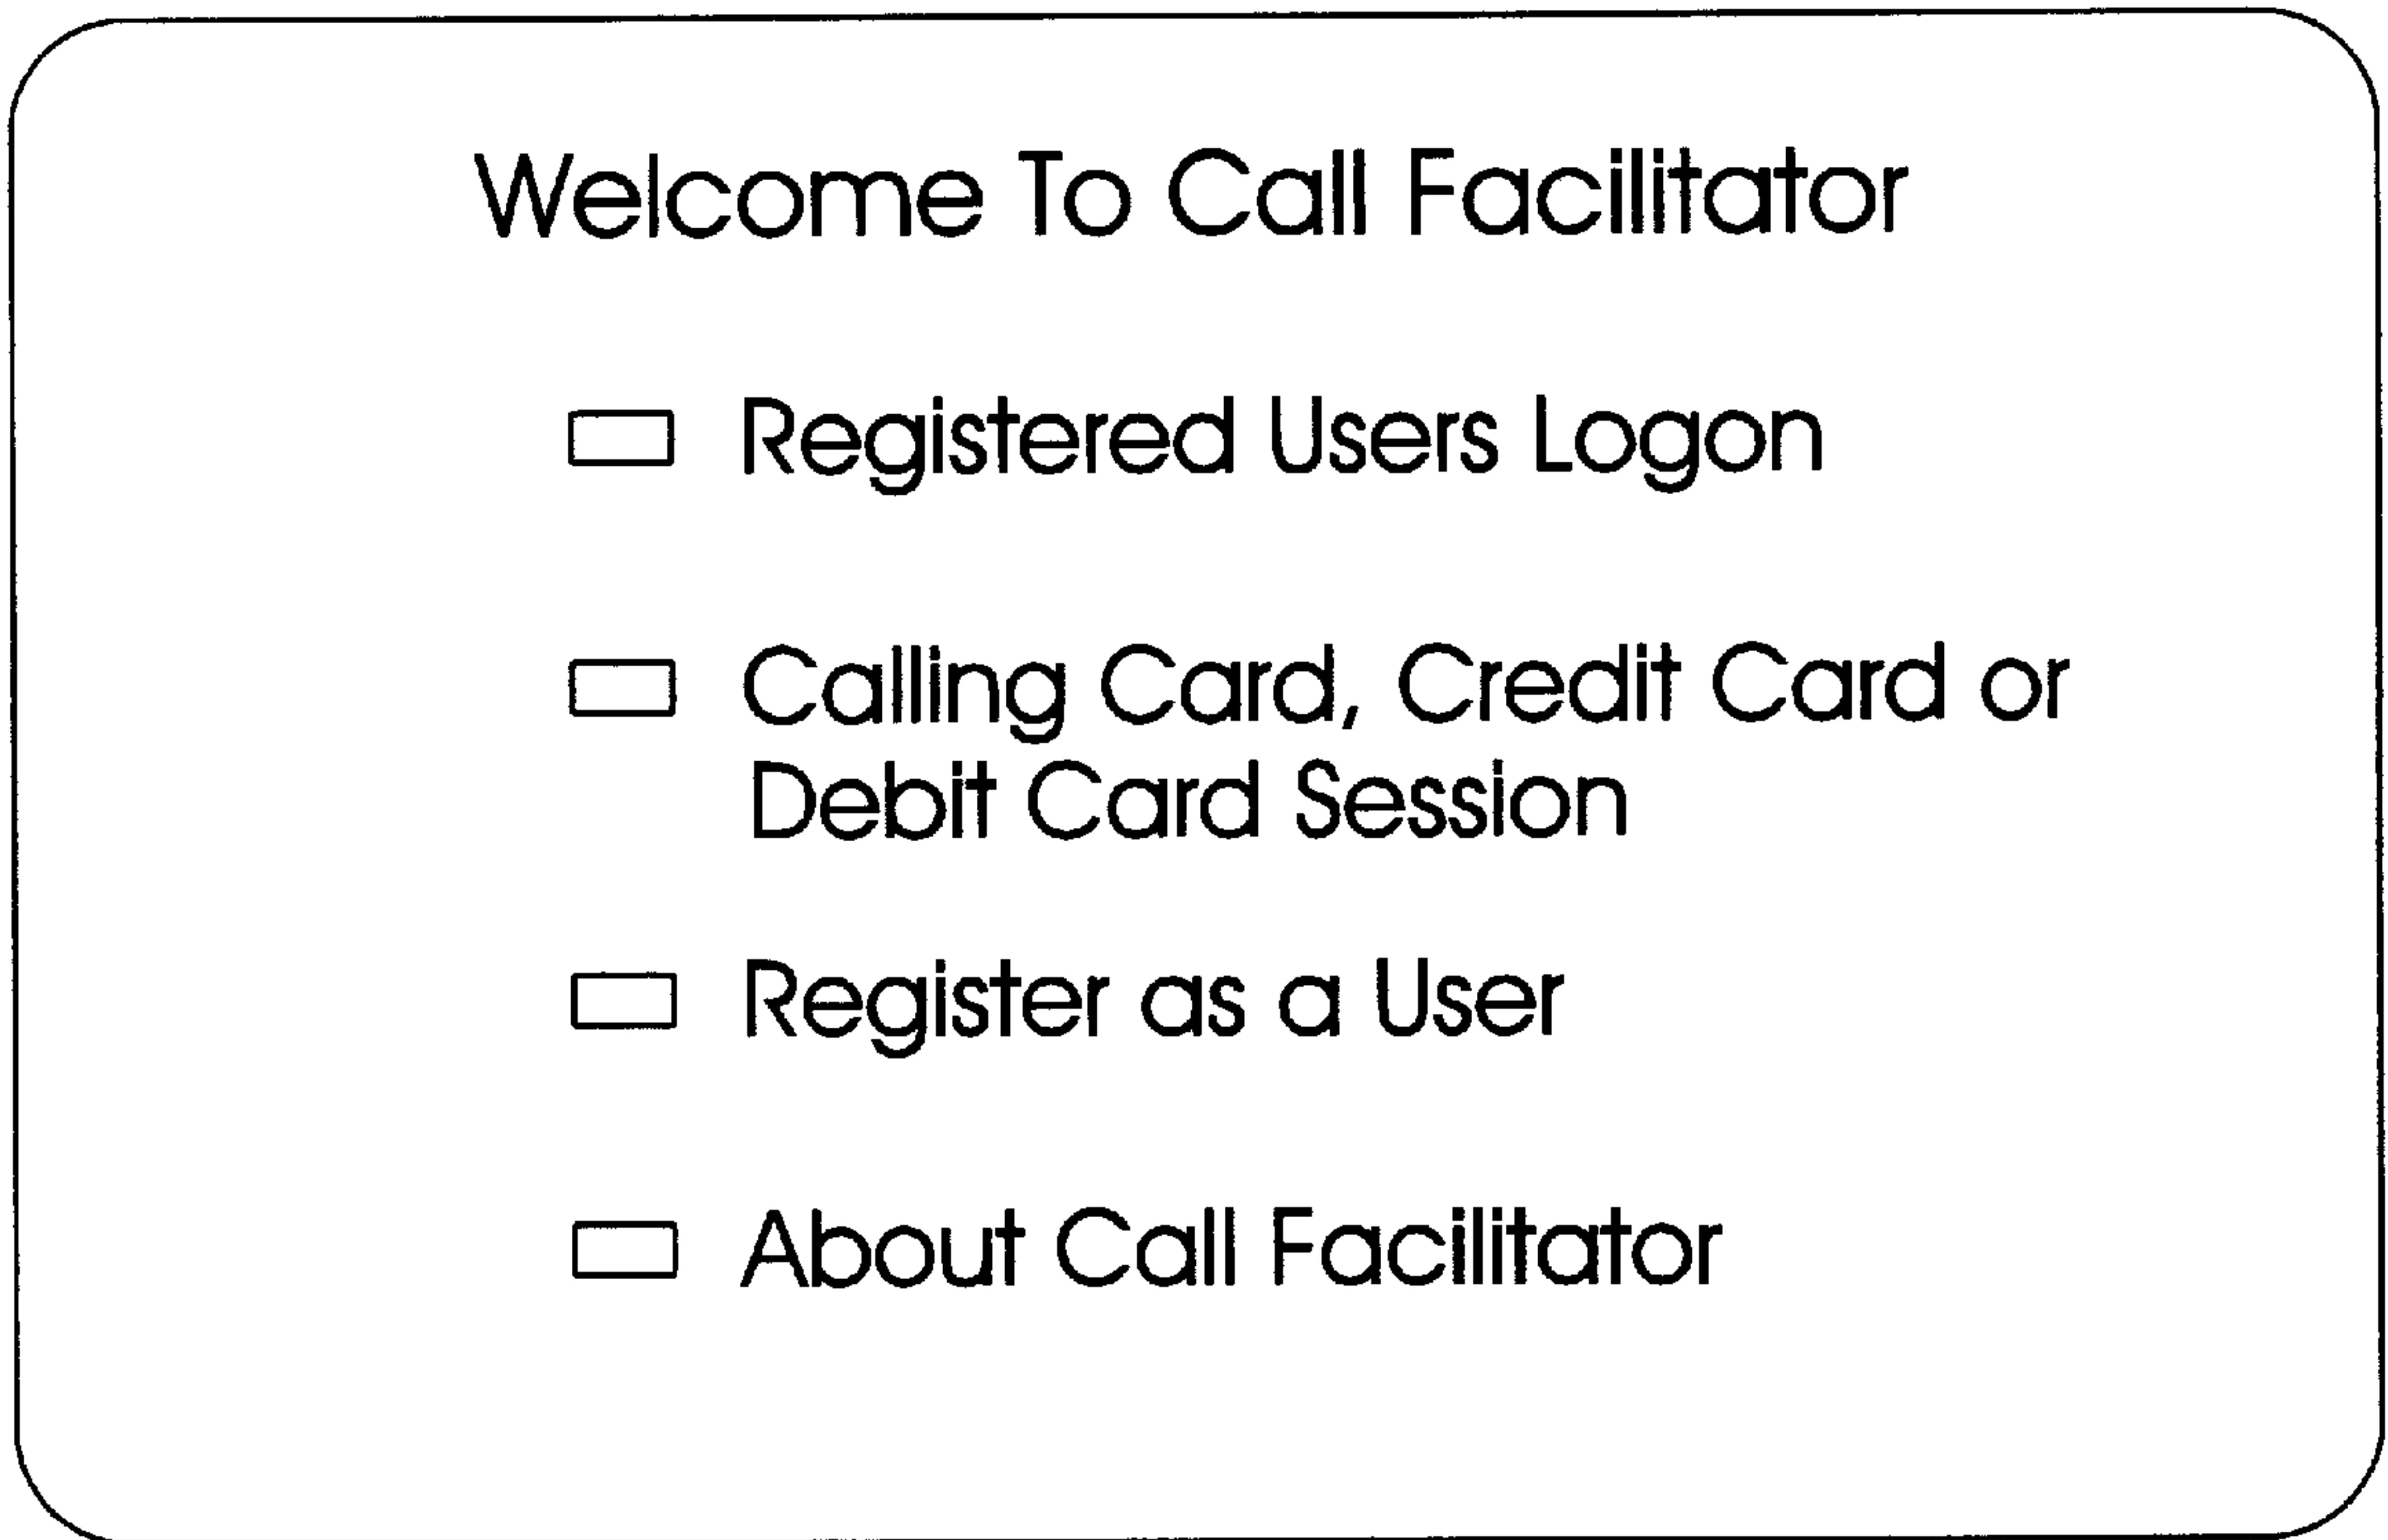 Welcome To Call Facilitator
Registered Users Logon
Calling Card, Credit Card or
Debit Card Session
Register as a User
About Call Facilitator